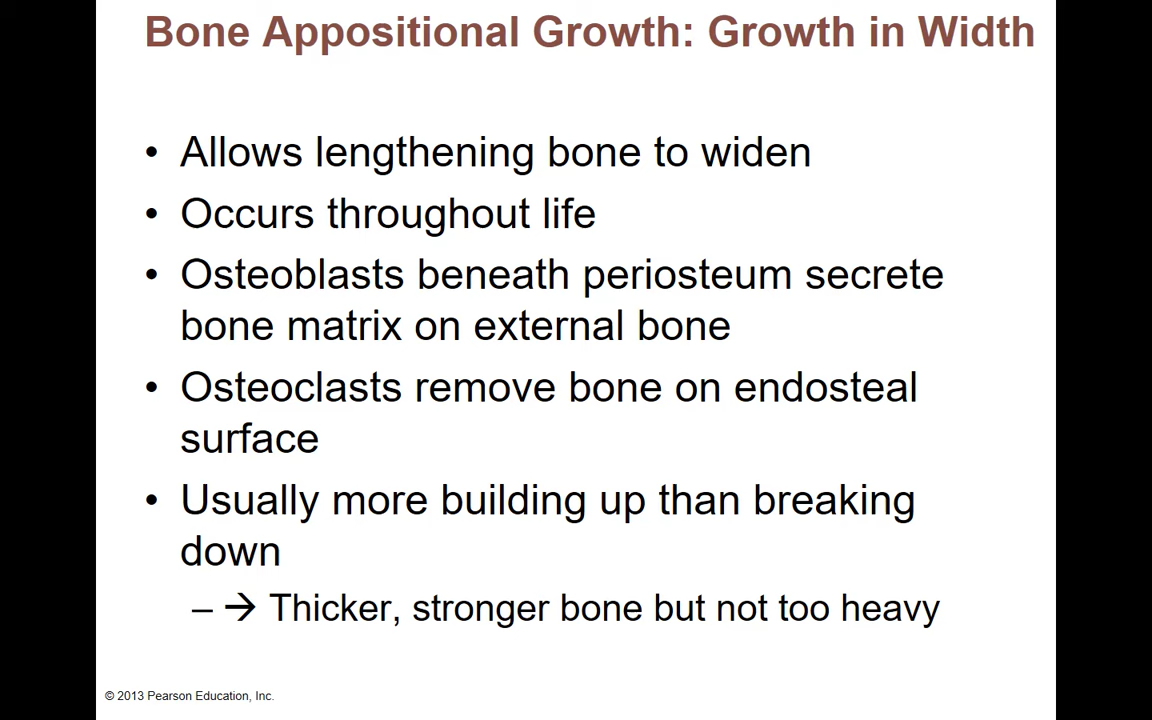 Bone Appositional Growth: Growth in Width
• Allows lengthening bone to widen
• Occurs throughout life
• Osteoblasts beneath periosteum secrete
bone matrix on external bone
• Osteoclasts remove bone on endosteal
surface
• Usually more building up than breaking
down
– → Thicker, stronger bone but not too heavy
© 2013 Pearson Education, Inc.